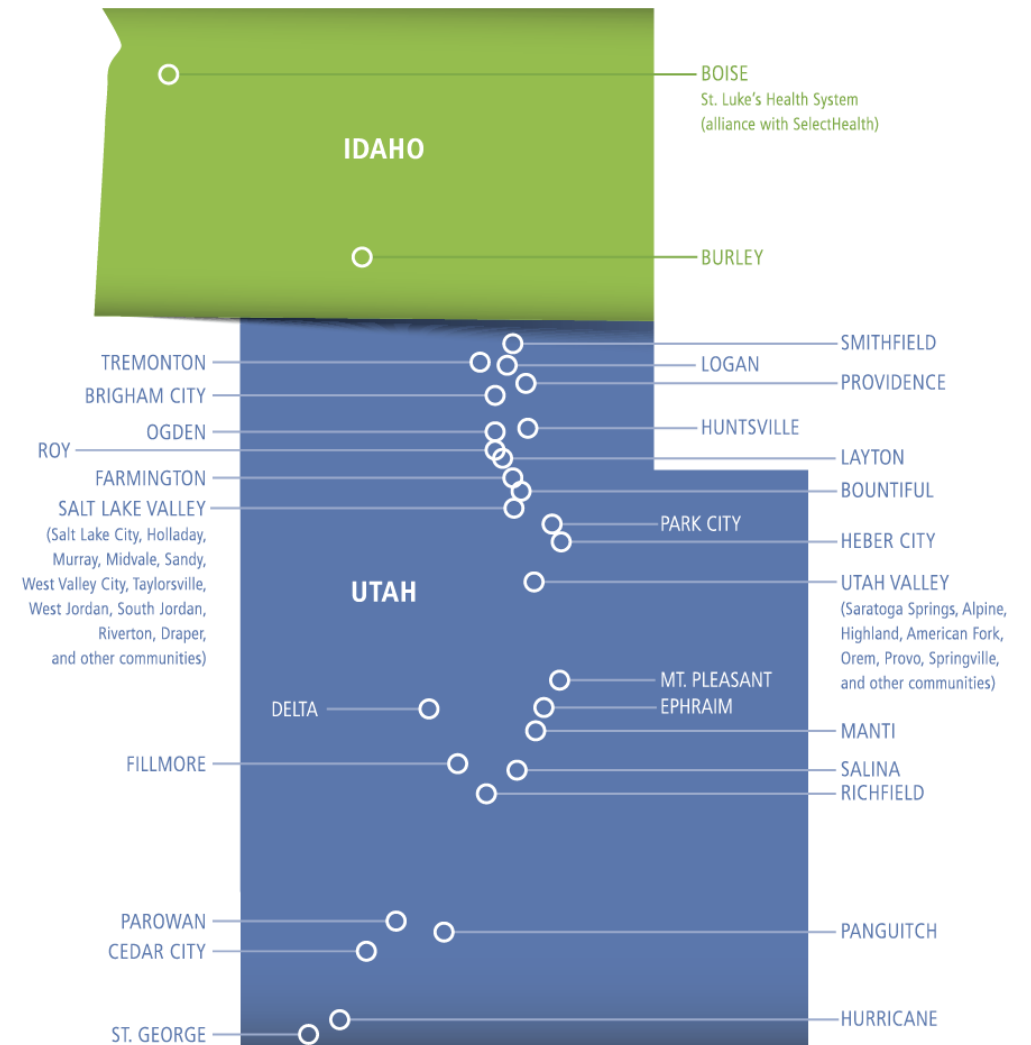 BOISE
St. Luke's Health System
(alliance with SelectHealth)
IDAHO
BURLEY
SMITHFIELD
TREMONTON
LOGAN
PROVIDENCE
BRIGHAM CITY
HUNTSVILLE
OGDEN
ROY
LAYTON
FARMINGTON
BOUNTIFUL
SALT LAKE VALLEY
(Salt Lake City, Holladay,
Murray, Midvale, Sandy,
West Valley City, Taylorsville,
West Jordan, South Jordan,
Riverton, Draper,
and other communities)
PARK CITY
HEBER CITY
UTAH
UTAH VALLEY
(Saratoga Springs, Alpine,
Highland, American Fork,
Orem, Provo, Springville,
and other communities)
MT. PLEASANT
DELTA
EPHRAIM
MANTI
FILLMORE
SALINA
RICHFIELD
PAROWAN
PANGUITCH
CEDAR CITY
HURRICANE
ST. GEORGE